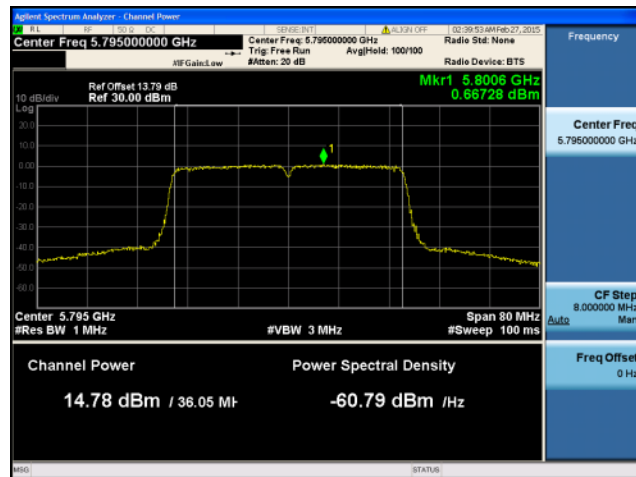 Agilent Spectrum Analyzer - Channel Power
RL RF 50 Ω DC SENSE:INT ALIGN OFF 02:39:53 AM Feb 27, 2015
Center Freq 5.795000000 GHz
Center Freq: 5.795000000 GHz
Radio Std: None
Trig: Free Run Avg|Hold: 100/100
#IFGain:Low #Atten: 20 dB Radio Device: BTS
Frequency
Mkr1 5.8006 GHz
0.66728 dBm
Ref Offset 13.79 dB
10 dB/div Ref 30.00 dBm
Log
20.0
10.0
0.00
-10.0
-20.0
-30.0
-40.0
-50.0
-60.0
1
Center Freq
5.795000000 GHz
Center 5.795 GHz Span 80 MHz
#Res BW 1 MHz #VBW 3 MHz #Sweep 100 ms
CF Step
8.000000 MHz
Auto Man
Channel Power Power Spectral Density
14.78 dBm / 36.05 MH -60.79 dBm /Hz
Freq Offset
0 Hz
MSG STATUS